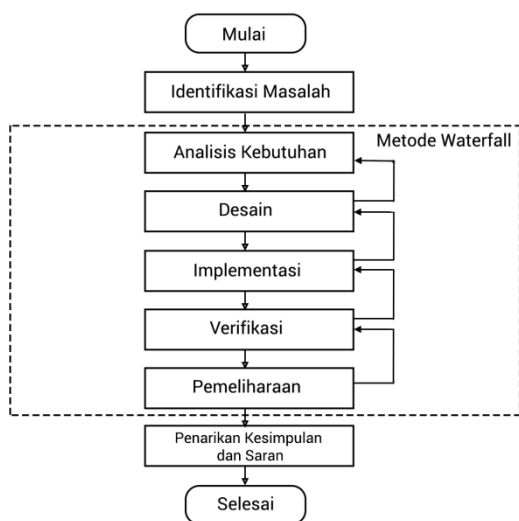 Mulai
Identifikasi Masalah
Metode Waterfall
Analisis Kebutuhan
Desain
Implementasi
Verifikasi
Pemeliharaan
Penarikan Kesimpulan
dan Saran
Selesai